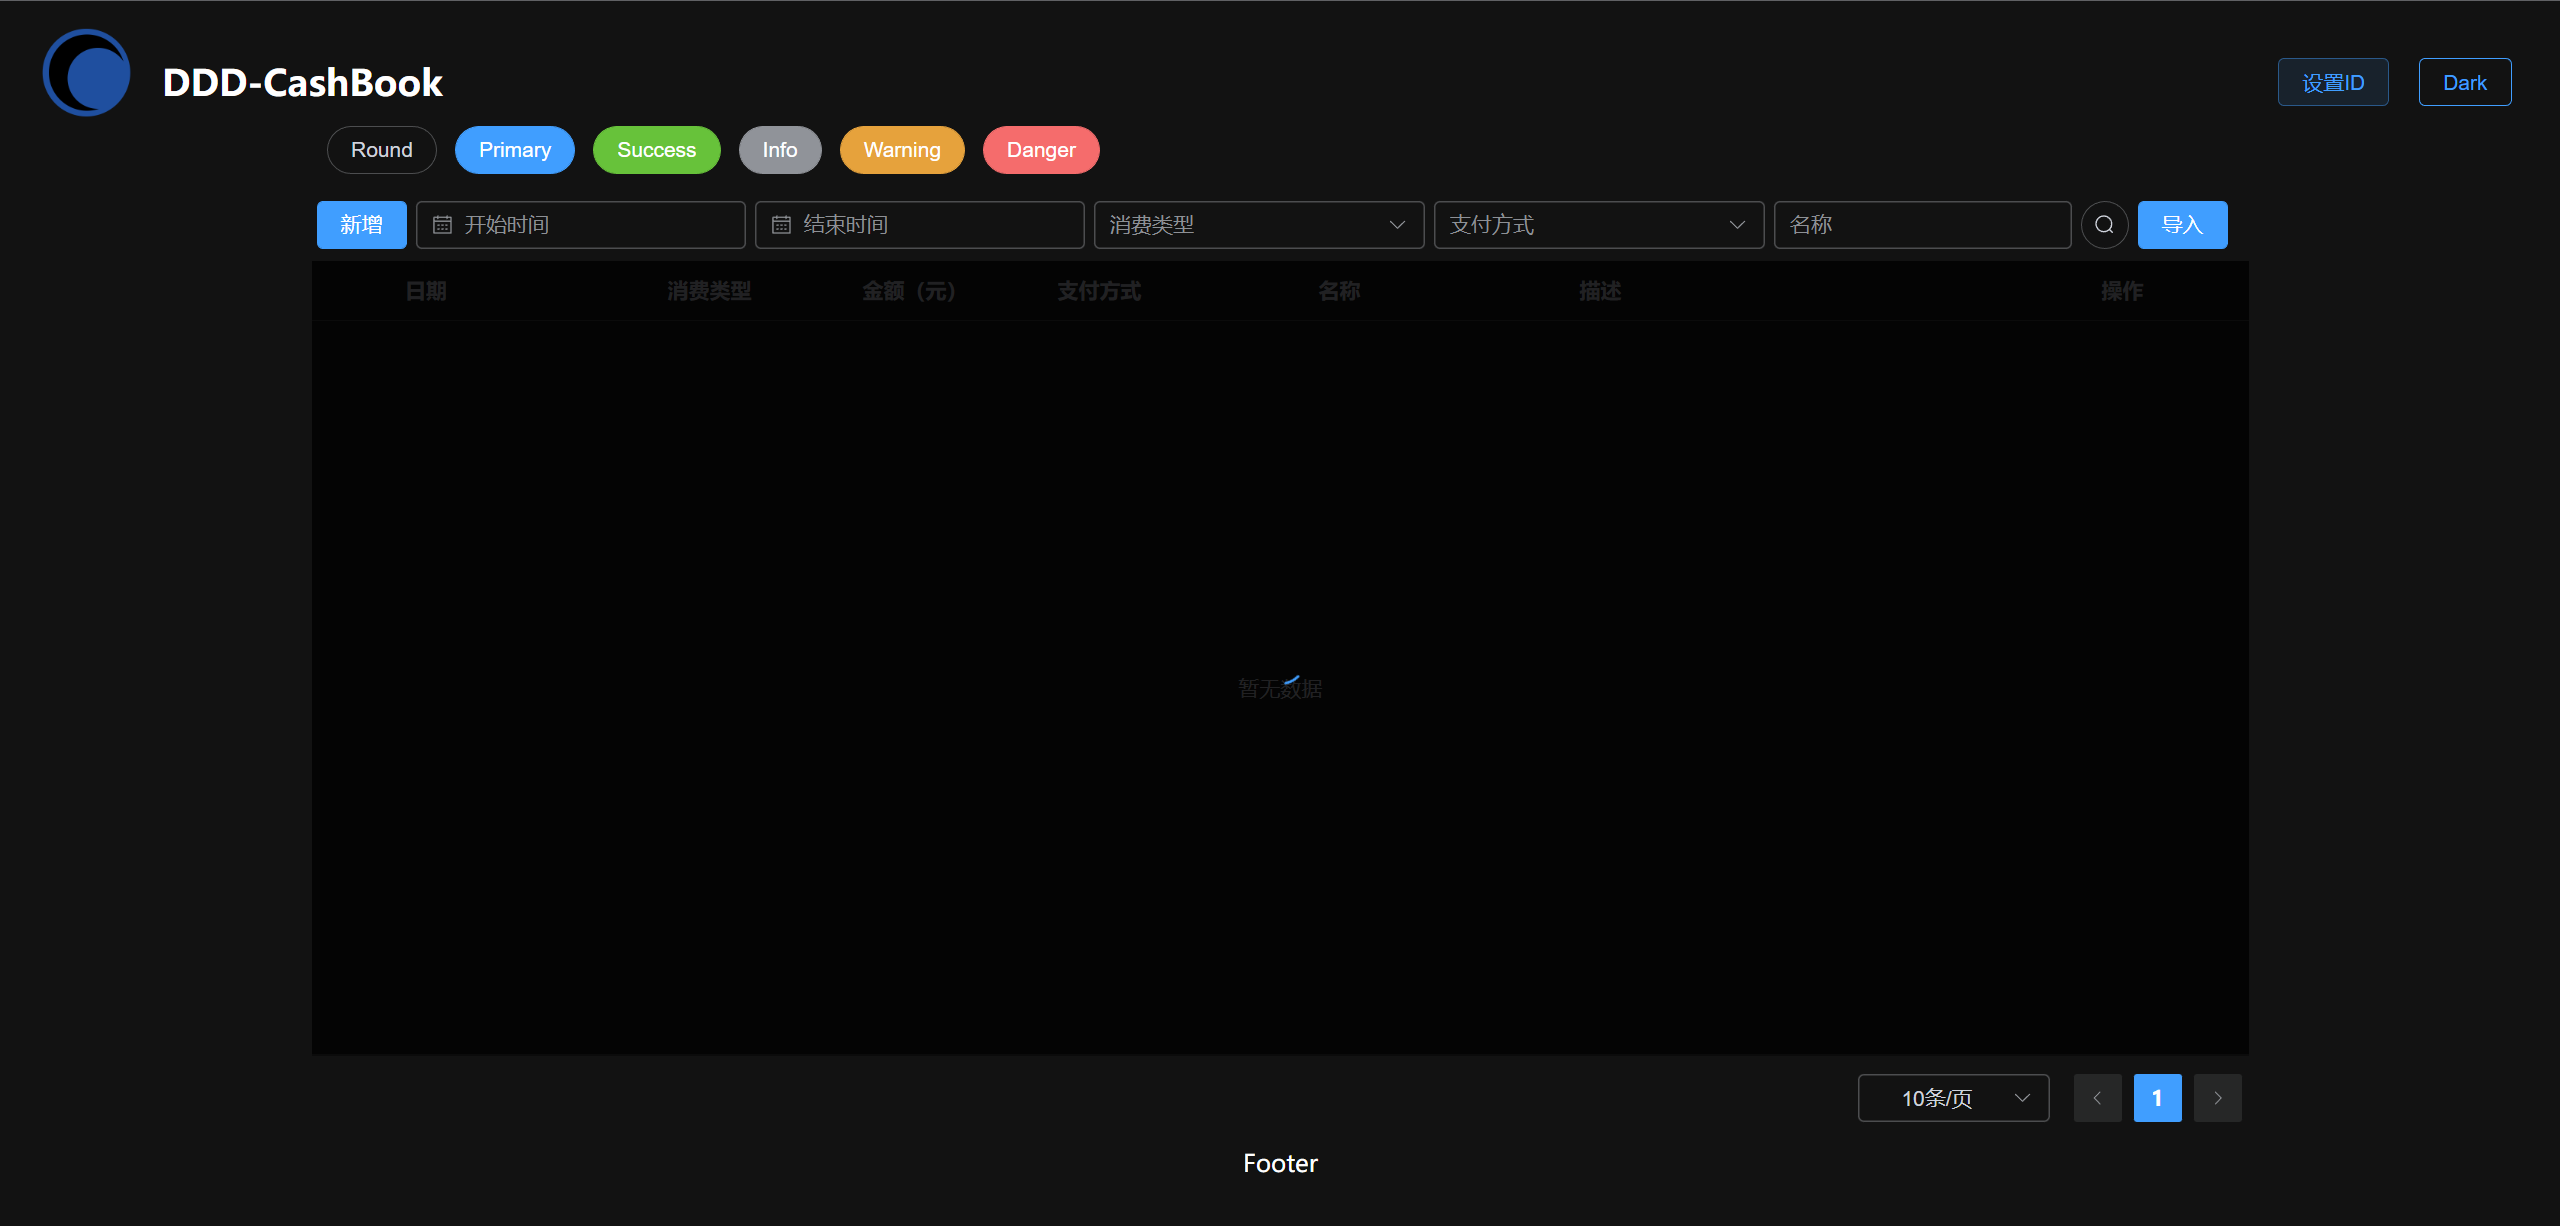 DDD-CashBook
设置ID Dark
Round Primary Success Info Warning Danger
新增 开始时间 结束时间 消费类型 支付方式 名称 导入
日期 消费类型 金额（元） 支付方式 名称 描述 操作
暂无数据
10条/页 1
Footer